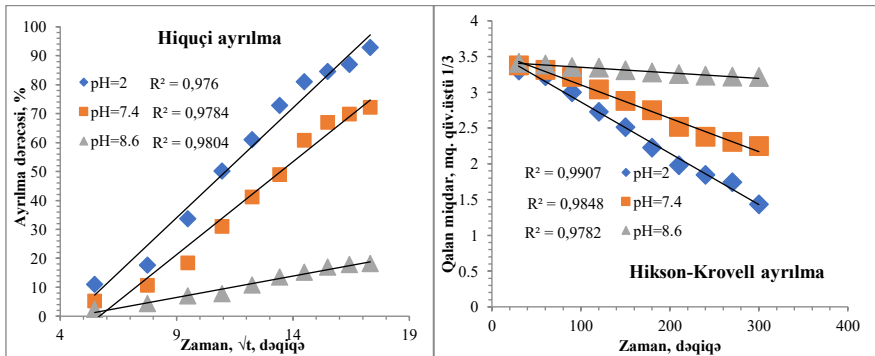 Hiquçi ayrılma
pH=2 R² = 0,976
pH=7.4 R² = 0,9784
pH=8.6 R² = 0,9804
Ayrılma dərəcəsi, %
100
90
80
70
60
50
40
30
20
10
0
4 9 14 19
Zaman, √t, dəqiqə
Qalan miqdar, mq. qüv.üstü 1/3
4
3.5
3
2.5
2
1.5
1
0.5
0
R² = 0,9907 pH=2
R² = 0,9848 pH=7.4
R² = 0,9782 pH=8.6
Hikson-Krovell ayrılma
0 100 200 300 400
Zaman, dəqiqə